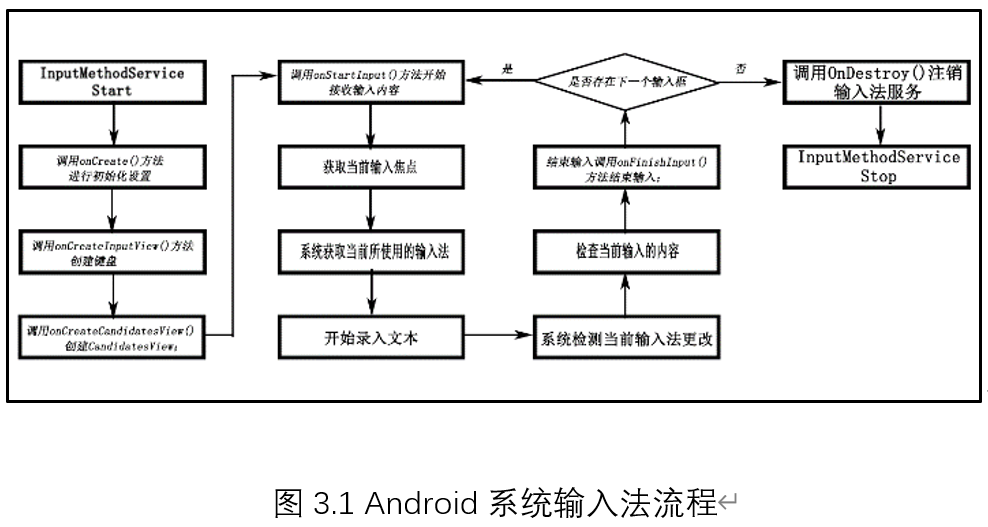 InputMethodService
Start
调用onCreate()方法
进行初始化设置
调用onCreateInputView()方法
创建键盘
调用onCreateCandidatesView()
创建CandidatesView;
调用onStartInput()方法开始
接收输入内容
获取当前输入焦点
系统获取当前所使用的输入法
开始录入文本
系统检测当前输入法更改
检查当前输入的内容
结束输入调用onFinishInput()
方法结束输入;
是否存在下一个输入框
是
否
调用OnDestroy()注销
输入法服务
InputMethodService
Stop
图 3.1 Android 系统输入法流程↵